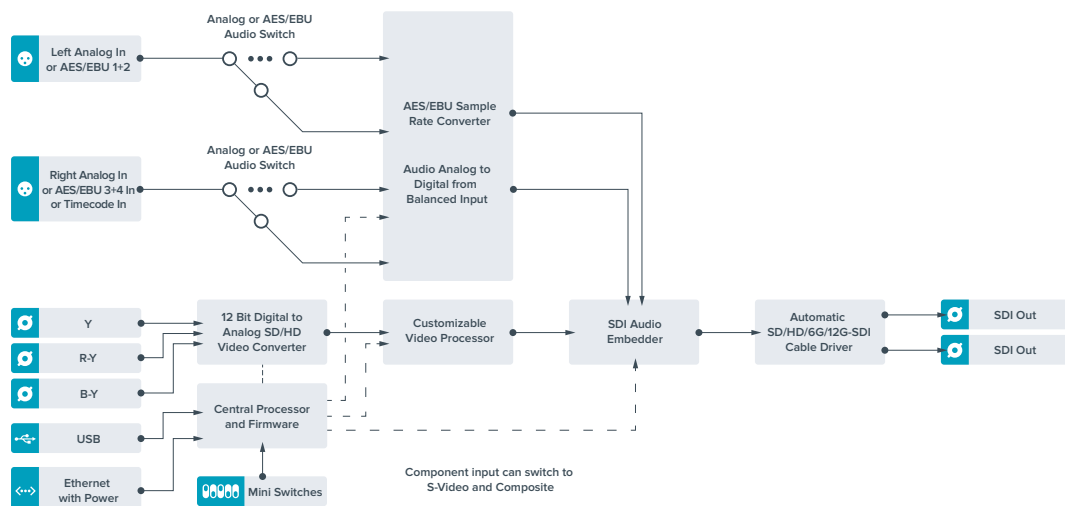 Analog or AES/EBU
Audio Switch
Left Analog In
or AES/EBU 1+2
AES/EBU Sample
Rate Converter
Analog or AES/EBU
Audio Switch
Right Analog In
or AES/EBU 3+4 In
or Timecode In
Audio Analog to
Digital from
Balanced Input
Y
R-Y
B-Y
12 Bit Digital to
Analog SD/HD
Video Converter
Customizable
Video Processor
SDI Audio
Embedder
Automatic
SD/HD/6G/12G-SDI
Cable Driver
SDI Out
SDI Out
Central Processor
and Firmware
USB
Ethernet
with Power
Mini Switches
Component input can switch to
S-Video and Composite